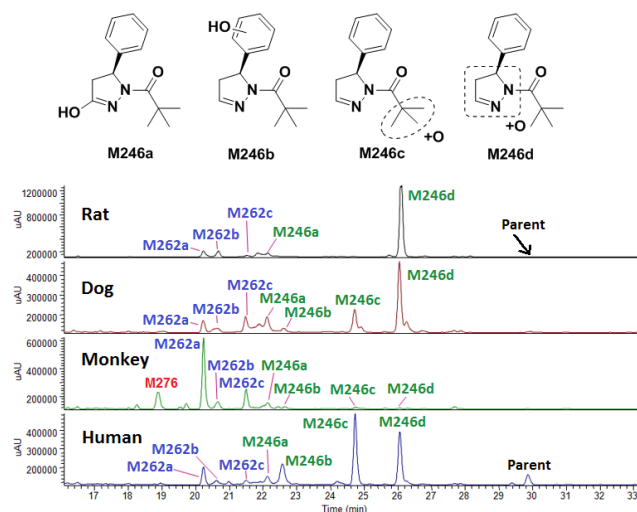 HO
N
N
O
HO
M246a
N
N
O
M246b
N
N
O
+O
M246c
N
N
O
+O
M246d
1200000
800000
200000
uAU
Rat
M262a
M262b
M262c
M246a
M246d
Parent
400000
300000
200000
uAU
Dog
M262a
M262b
M262c
M246a
M246b
M246c
M246d
600000
400000
200000
uAU
Monkey
M276
M262a
M262b
M262c
M246a
M246b
M246c
M246d
400000
300000
200000
uAU
Human
M262a
M262b
M262c
M246a
M246b
M246c
M246d
Parent
17 18 19 20 21 22 23 24 25 26 27 28 29 30 31 32 33
Time (min)